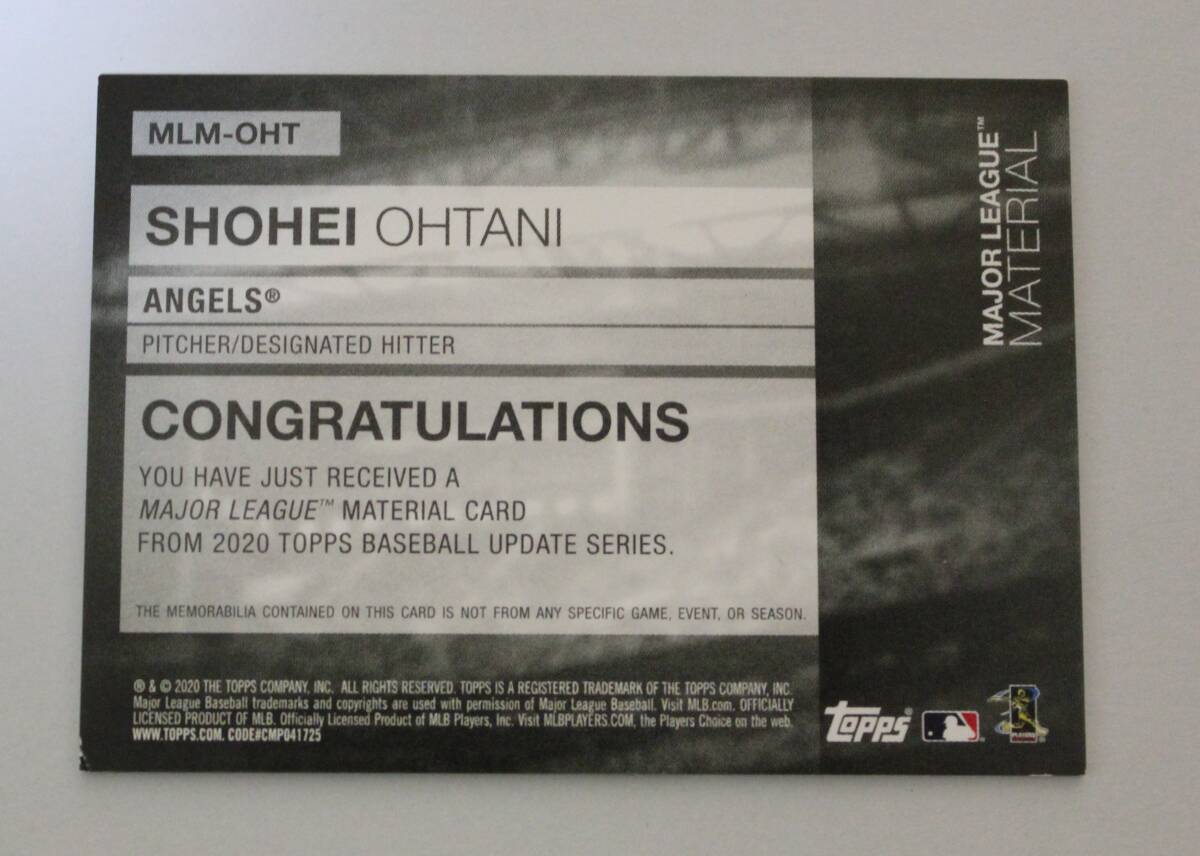 MLM-OHT
SHOHEI OHTANI
ANGELS®
PITCHER/DESIGNATED HITTER
CONGRATULATIONS
YOU HAVE JUST RECEIVED A
MAJOR LEAGUE™ MATERIAL CARD
FROM 2020 TOPPS BASEBALL UPDATE SERIES.
THE MEMORABILIA CONTAINED ON THIS CARD IS NOT FROM ANY SPECIFIC GAME, EVENT, OR SEASON.
MAJOR LEAGUE™
MATERIAL
® & © 2020 THE TOPPS COMPANY, INC. ALL RIGHTS RESERVED. TOPPS IS A REGISTERED TRADEMARK OF THE TOPPS COMPANY, INC.
Major League Baseball trademarks and copyrights are used with permission of Major League Baseball. Visit MLB.com. OFFICIALLY
LICENSED PRODUCT OF MLB. Officially Licensed Product of MLB Players, Inc. Visit MLBPLAYERS.COM, the Players Choice on the web.
WWW.TOPPS.COM. CODE#CMP041725
Topps®
PLAYERS